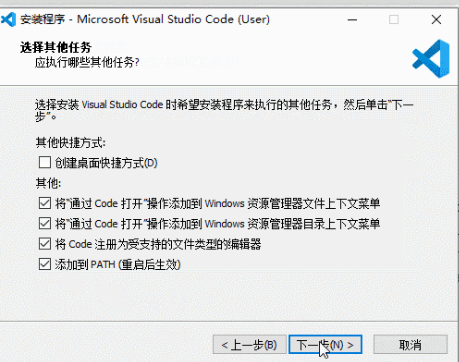 安装程序 - Microsoft Visual Studio Code (User)
选择其他任务
应执行哪些其他任务?
选择安装 Visual Studio Code 时希望安装程序来执行的其他任务，然后单击“下一
步”。
其他快捷方式:
创建桌面快捷方式(D)
其他:
将“通过 Code 打开”操作添加到 Windows 资源管理器文件上下文菜单
将“通过 Code 打开”操作添加到 Windows 资源管理器目录上下文菜单
将 Code 注册为受支持的文件类型的编辑器
添加到 PATH (重启后生效)
< 上一步(B) 下一步(N) > 取消